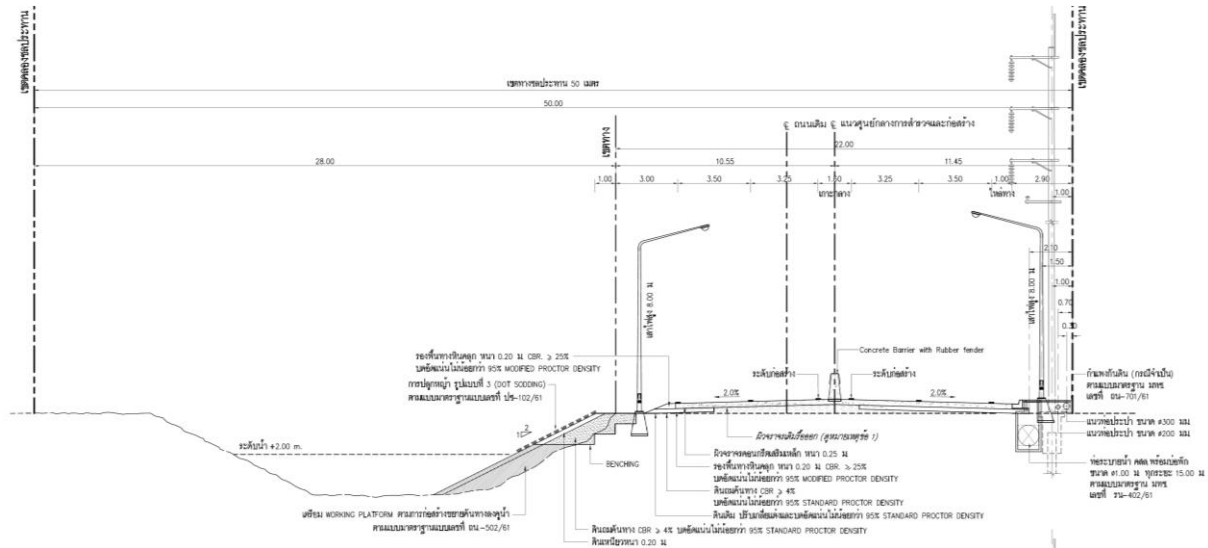 เขตคลองชลประทาน
เขตคลองชลประทาน
เขตทางชลประทาน 50 เมตร
50.00
เขตทาง
℄ ถนนเดิม
℄ แนวศูนย์กลางการสำรวจและก่อสร้าง
22.00
28.00
10.55
11.45
1.00
3.00
3.50
3.25
1.50
3.25
3.50
1.00
2.90
เกาะกลาง
ไหล่ทาง
1.00
1.50
1.00
0.70
0.30
เสาไฟสูง 8.00 ม.
เสาไฟสูง 8.00 ม.
รองพื้นทางหินคลุก หนา 0.20 ม. CBR. ≥ 25%
บดอัดแน่นไม่น้อยกว่า 95% MODIFIED PROCTOR DENSITY
การปลูกหญ้า รูปแบบที่ 3 (DOT SODDING)
ตามแบบมาตราฐานแบบเลขที่ ปช-102/61
Concrete Barrier with Rubber fender
ระดับก่อสร้าง
ระดับก่อสร้าง
2.0%
2.0%
กำแพงกันดิน (กรณีจำเป็น)
ตามแบบมาตรฐาน มทช.
เลขที่ ถน-701/61
แนวท่อประปา ขนาด ø300 มม.
แนวท่อประปา ขนาด ø200 มม.
1
2
ระดับน้ำ +2.00 m.
BENCHING
ผิวจราจรเดิมรื้อออก (ดูหมายเหตุข้อ 1)
ผิวจราจรคอนกรีตเสริมเหล็ก หนา 0.25 ม.
รองพื้นทางหินคลุก หนา 0.20 ม. CBR. ≥ 25%
บดอัดแน่นไม่น้อยกว่า 95% MODIFIED PROCTOR DENSITY
ดินถมคันทาง CBR ≥ 4%
บดอัดแน่นไม่น้อยกว่า 95% STANDARD PROCTOR DENSITY
ดินเดิม ปรับเกลี่ยแต่งและบดอัดแน่นไม่น้อยกว่า 95% STANDARD PROCTOR DENSITY
ท่อระบายน้ำ คสล. พร้อมบ่อพัก
ขนาด ø1.00 ม. ทุกระยะ 15.00 ม.
ตามแบบมาตรฐาน มทช.
เลขที่ รน-402/61
เตรียม WORKING PLATFORM ตามการก่อสร้างขยายคันทางลงคูน้ำ
ตามแบบมาตรฐานแบบเลขที่ ถน-502/61
ดินถมคันทาง CBR ≥ 4% บดอัดแน่นไม่น้อยกว่า 95% STANDARD PROCTOR DENSITY
ดินเหนียวหนา 0.20 ม.